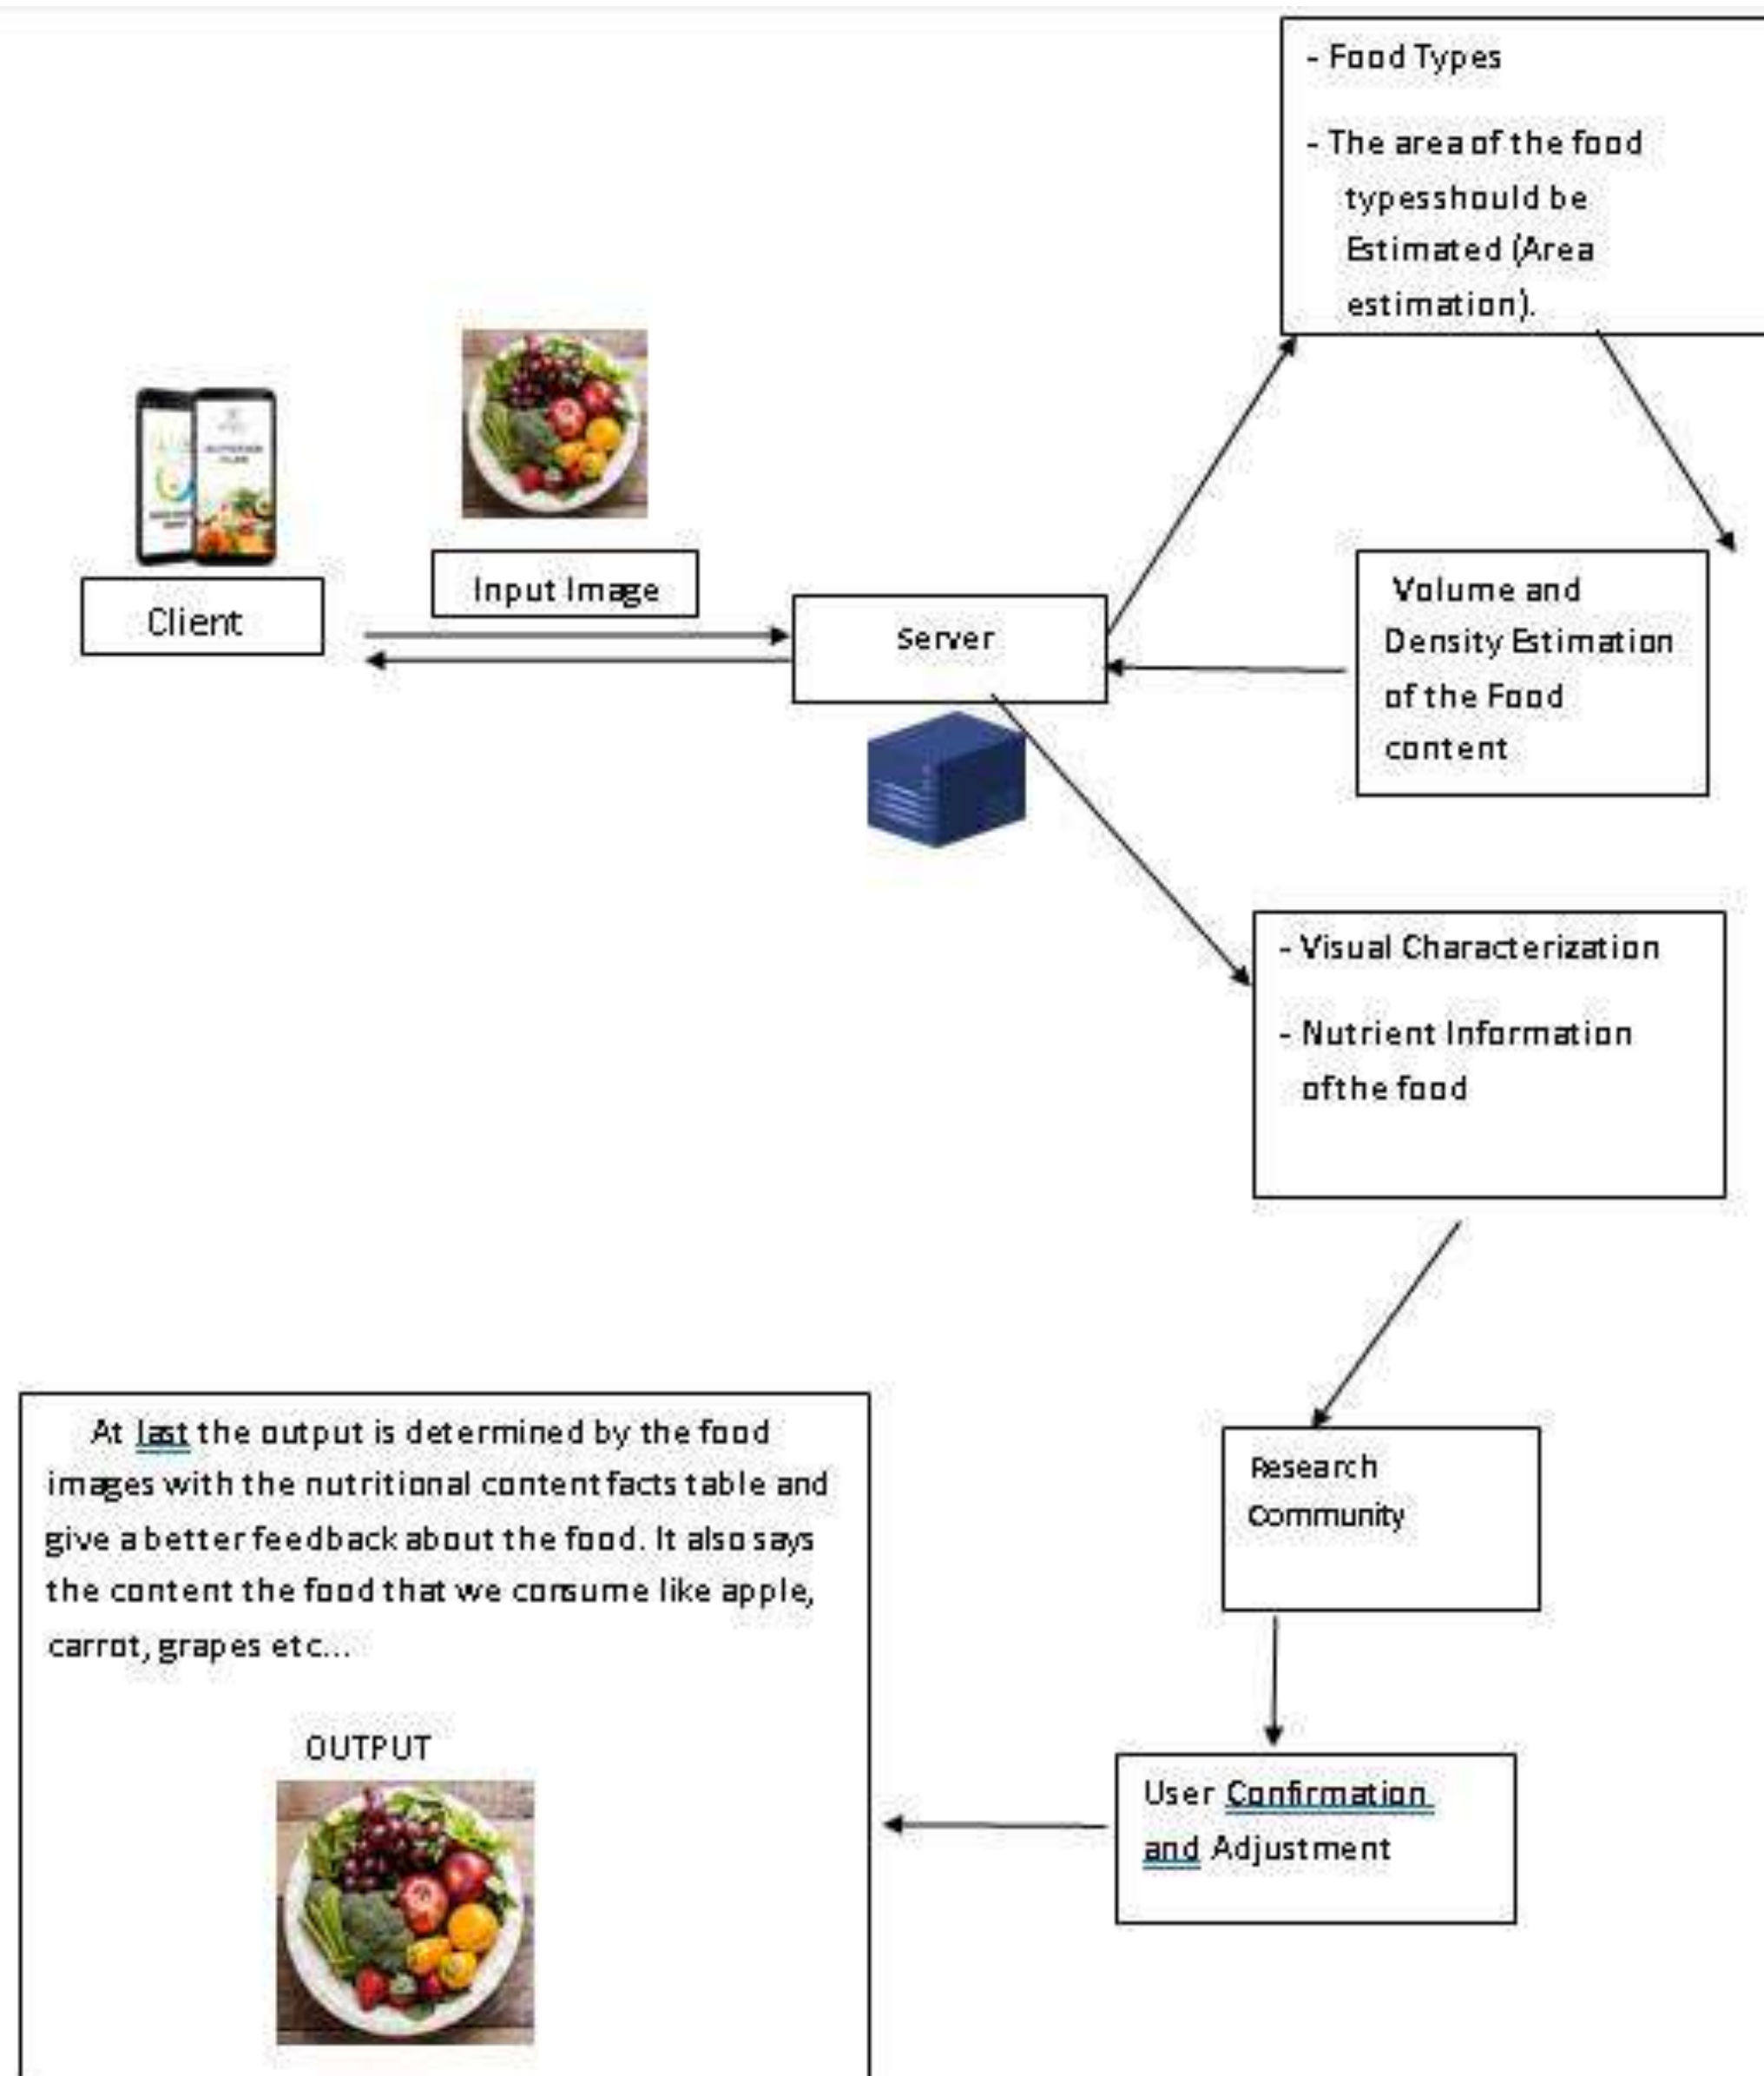 - Food Types
- The area of the food
typesshould be
Estimated (Area
estimation).
Input Image
Client
Server
Volume and
Density Estimation
of the Food
content
- Visual Characterization
- Nutrient Information
ofthe food
Research
Community
User Confirmation
and Adjustment
At last the output is determined by the food
images with the nutritional content facts table and
give a better feedback about the food. It also says
the content the food that we consume like apple,
carrot, grapes etc...
OUTPUT